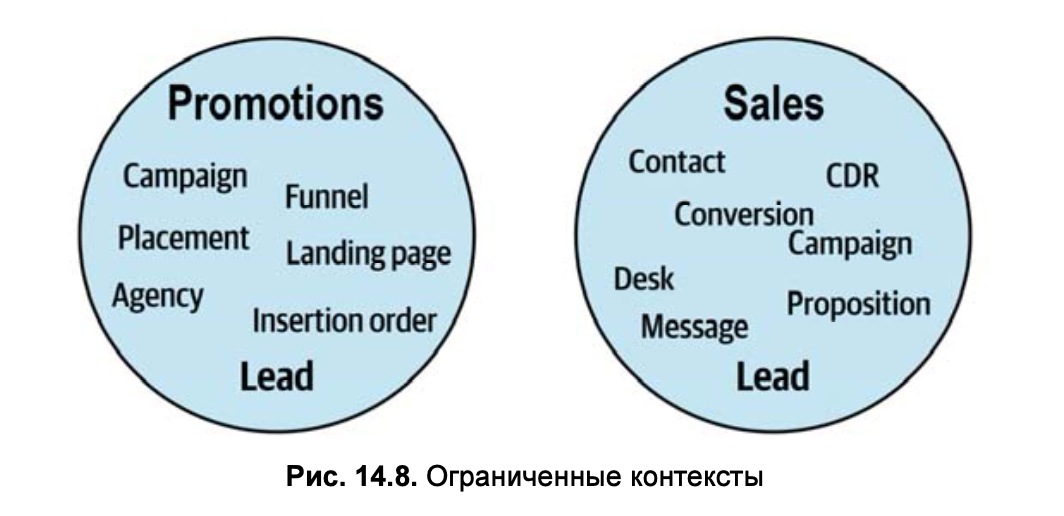 Promotions
Campaign
Funnel
Placement
Landing page
Agency
Insertion order
Lead
Sales
Contact
CDR
Conversion
Campaign
Desk
Proposition
Message
Lead
Рис. 14.8. Ограниченные контексты